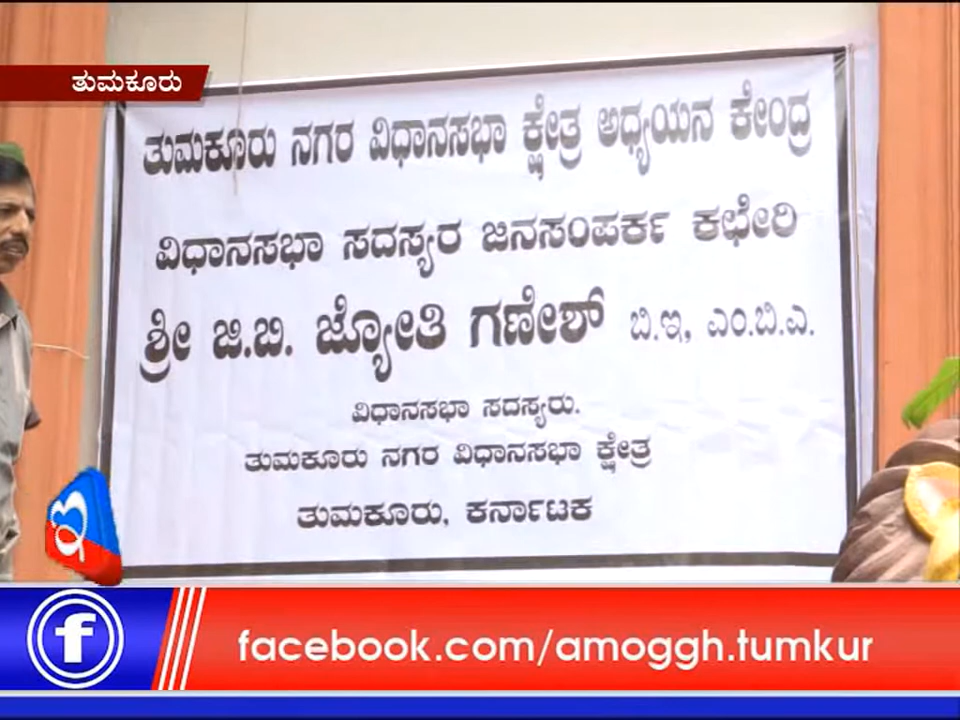 ತುಮಕೂರು
ತುಮಕೂರು ನಗರ ವಿಧಾನಸಭಾ ಕ್ಷೇತ್ರ ಅಧ್ಯಯನ ಕೇಂದ್ರ
ವಿಧಾನಸಭಾ ಸದಸ್ಯರ ಜನಸಂಪರ್ಕ ಕಛೇರಿ
ಶ್ರೀ ಜಿ.ಬಿ. ಜ್ಯೋತಿ ಗಣೇಶ್ ಬಿ.ಇ, ಎಂ.ಬಿ.ಎ.
ವಿಧಾನಸಭಾ ಸದಸ್ಯರು.
ತುಮಕೂರು ನಗರ ವಿಧಾನಸಭಾ ಕ್ಷೇತ್ರ
ತುಮಕೂರು, ಕರ್ನಾಟಕ
ಇ
f facebook.com/amoggh.tumkur